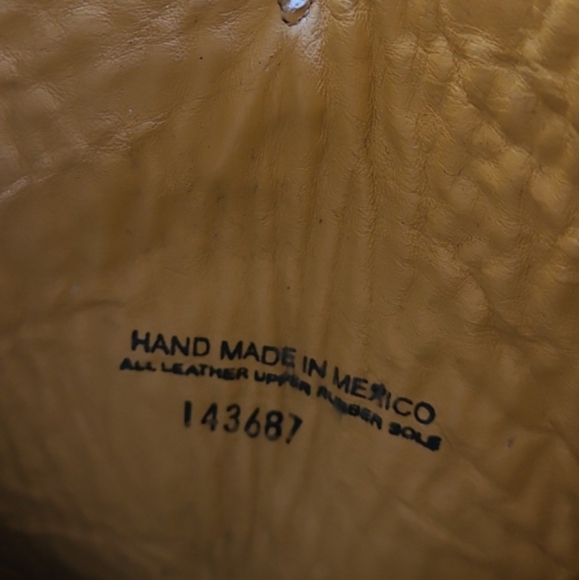 HAND MADE IN MEXICO
ALL LEATHER UPPER RUBBER SOLE
143687